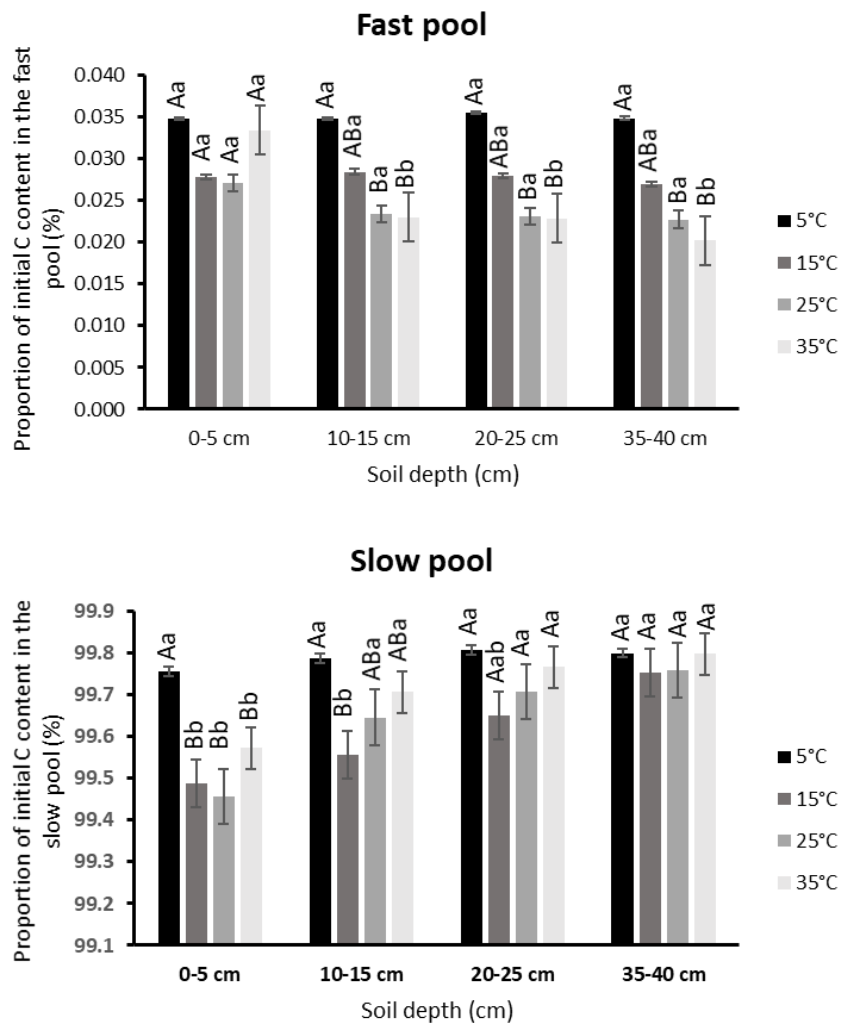 Fast pool
Proportion of initial C content in the fast
pool (%)
0.040
0.035
0.030
0.025
0.020
0.015
0.010
0.005
0.000
Aa Aa Aa Aa
Aa ABa Ba Bb
Aa ABa Ba Bb
Aa ABa Ba Bb
0-5 cm 10-15 cm 20-25 cm 35-40 cm
Soil depth (cm)
5°C
15°C
25°C
35°C
Slow pool
Proportion of initial C content in the
slow pool (%)
99.9
99.8
99.7
99.6
99.5
99.4
99.3
99.2
99.1
Aa Bb Bb Bb
Aa Bb ABa ABa
Aa Aab Aa Aa
Aa Aa Aa Aa
0-5 cm 10-15 cm 20-25 cm 35-40 cm
Soil depth (cm)
5°C
15°C
25°C
35°C